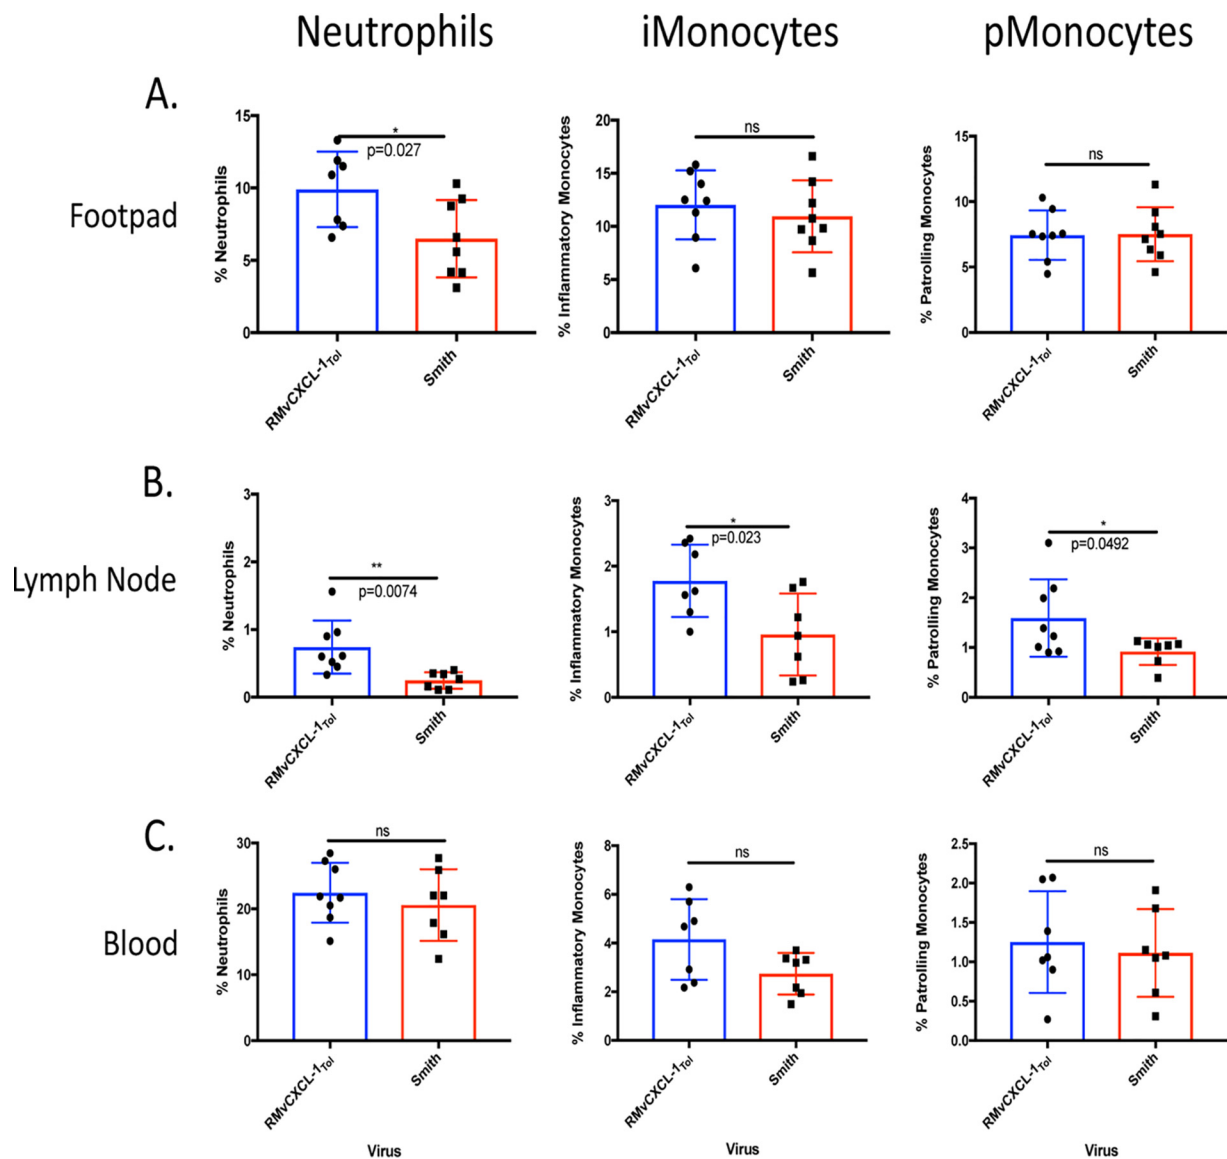 Neutrophils iMonocytes pMonocytes
A.
Footpad
% Neutrophils
15
10
5
0
*
p=0.027
RMvCXCL-1Tol
Smith
% Inflammatory Monocytes
20
15
10
5
0
ns
RMvCXCL-1Tol
Smith
% Patrolling Monocytes
15
10
5
0
ns
RMvCXCL-1Tol
Smith
B.
Lymph Node
% Neutrophils
3
2
1
0
**
p=0.0074
RMvCXCL-1Tol
Smith
% Inflammatory Monocytes
3
2
1
0
*
p=0.023
RMvCXCL-1Tol
Smith
% Patrolling Monocytes
4
3
2
1
0
*
p=0.0492
RMvCXCL-1Tol
Smith
C.
Blood
% Neutrophils
30
20
10
0
ns
RMvCXCL-1Tol
Smith
Virus
% Inflammatory Monocytes
8
6
4
2
0
ns
RMvCXCL-1Tol
Smith
Virus
% Patrolling Monocytes
2.5
2.0
1.5
1.0
0.5
0.0
ns
RMvCXCL-1Tol
Smith
Virus